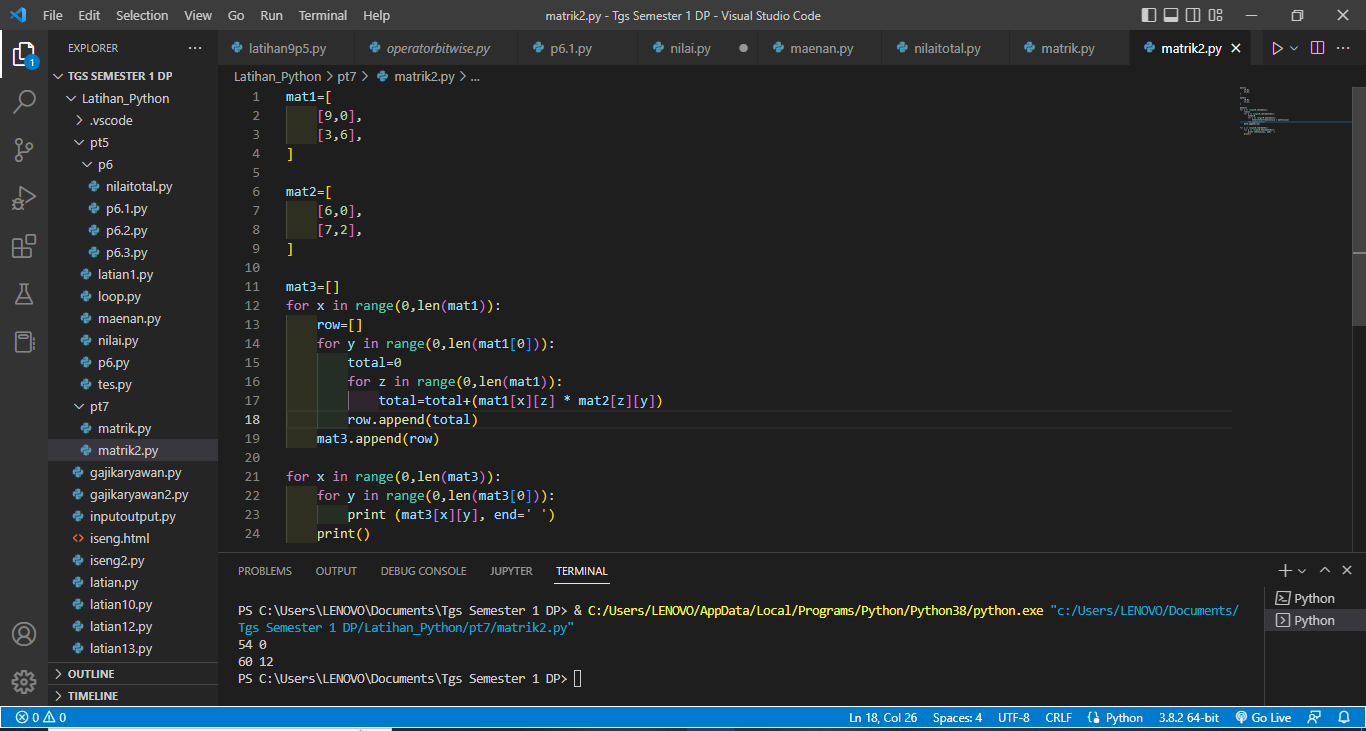 File Edit Selection View Go Run Terminal Help
matrik2.py - Tgs Semester 1 DP - Visual Studio Code
EXPLORER
TGS SEMESTER 1 DP
Latihan_Python
.vscode
pt5
p6
nilaitotal.py
p6.1.py
p6.2.py
p6.3.py
latian1.py
loop.py
maenan.py
nilai.py
p6.py
tes.py
pt7
matrik.py
matrik2.py
gajikaryawan.py
gajikaryawan2.py
inputoutput.py
iseng.html
iseng2.py
latian.py
latian10.py
latian12.py
latian13.py
OUTLINE
TIMELINE
1
latihan9p5.py operatorbitwise.py p6.1.py nilai.py maenan.py nilaitotal.py matrik.py matrik2.py
Latihan_Python > pt7 > matrik2.py > ...
1 mat1=[
2 [9,0],
3 [3,6],
4 ]
5
6 mat2=[
7 [6,0],
8 [7,2],
9 ]
10
11 mat3=[]
12 for x in range(0,len(mat1)):
13 row=[]
14 for y in range(0,len(mat1[0])):
15 total=0
16 for z in range(0,len(mat1)):
17 total=total+(mat1[x][z] * mat2[z][y])
18 row.append(total)
19 mat3.append(row)
20
21 for x in range(0,len(mat3)):
22 for y in range(0,len(mat3[0])):
23 print (mat3[x][y], end=' ')
24 print()
PROBLEMS OUTPUT DEBUG CONSOLE JUPYTER TERMINAL
PS C:\Users\LENOVO\Documents\Tgs Semester 1 DP> & C:/Users/LENOVO/AppData/Local/Programs/Python/Python38/python.exe "c:/Users/LENOVO/Documents/
Tgs Semester 1 DP/Latihan_Python/pt7/matrik2.py"
54 0
60 12
PS C:\Users\LENOVO\Documents\Tgs Semester 1 DP>
Python
Python
0 0 Ln 18, Col 26 Spaces: 4 UTF-8 CRLF Python 3.8.2 64-bit Go Live